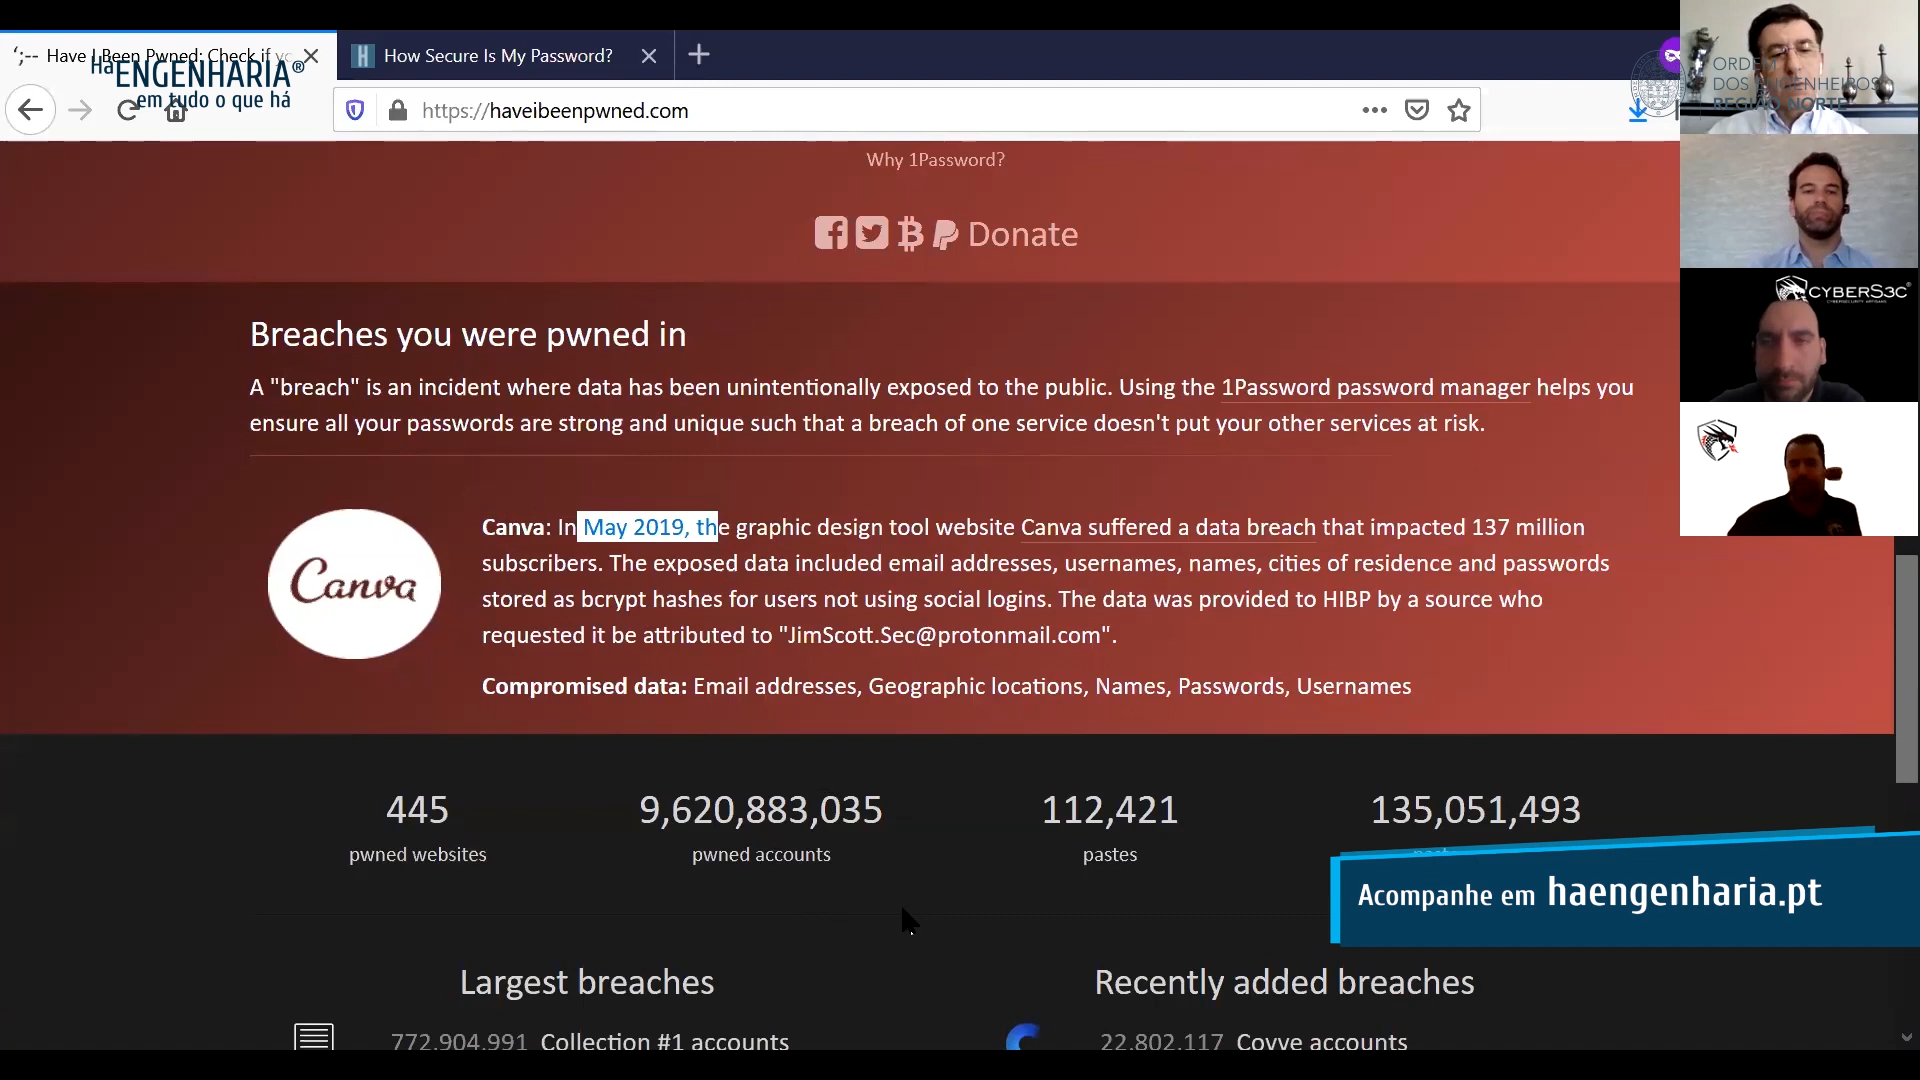 Have I Been Pwned: Check if yo
How Secure Is My Password?
HáENGENHARIA®
em tudo o que há
https://haveibeenpwned.com
ORDEM
DOS ENGENHEIROS
REGIÃO NORTE
Why 1Password?
Donate
CYBERS3C®
Breaches you were pwned in
A "breach" is an incident where data has been unintentionally exposed to the public. Using the 1Password password manager helps you
ensure all your passwords are strong and unique such that a breach of one service doesn't put your other services at risk.
Canva
Canva: In May 2019, the graphic design tool website Canva suffered a data breach that impacted 137 million
subscribers. The exposed data included email addresses, usernames, names, cities of residence and passwords
stored as bcrypt hashes for users not using social logins. The data was provided to HIBP by a source who
requested it be attributed to "JimScott.Sec@protonmail.com".
Compromised data: Email addresses, Geographic locations, Names, Passwords, Usernames
445
9,620,883,035
112,421
135,051,493
pwned websites
pwned accounts
pastes
Acompanhe em haengenharia.pt
Largest breaches
Recently added breaches
772,904,991 Collection #1 accounts
22,802,117 Covve accounts